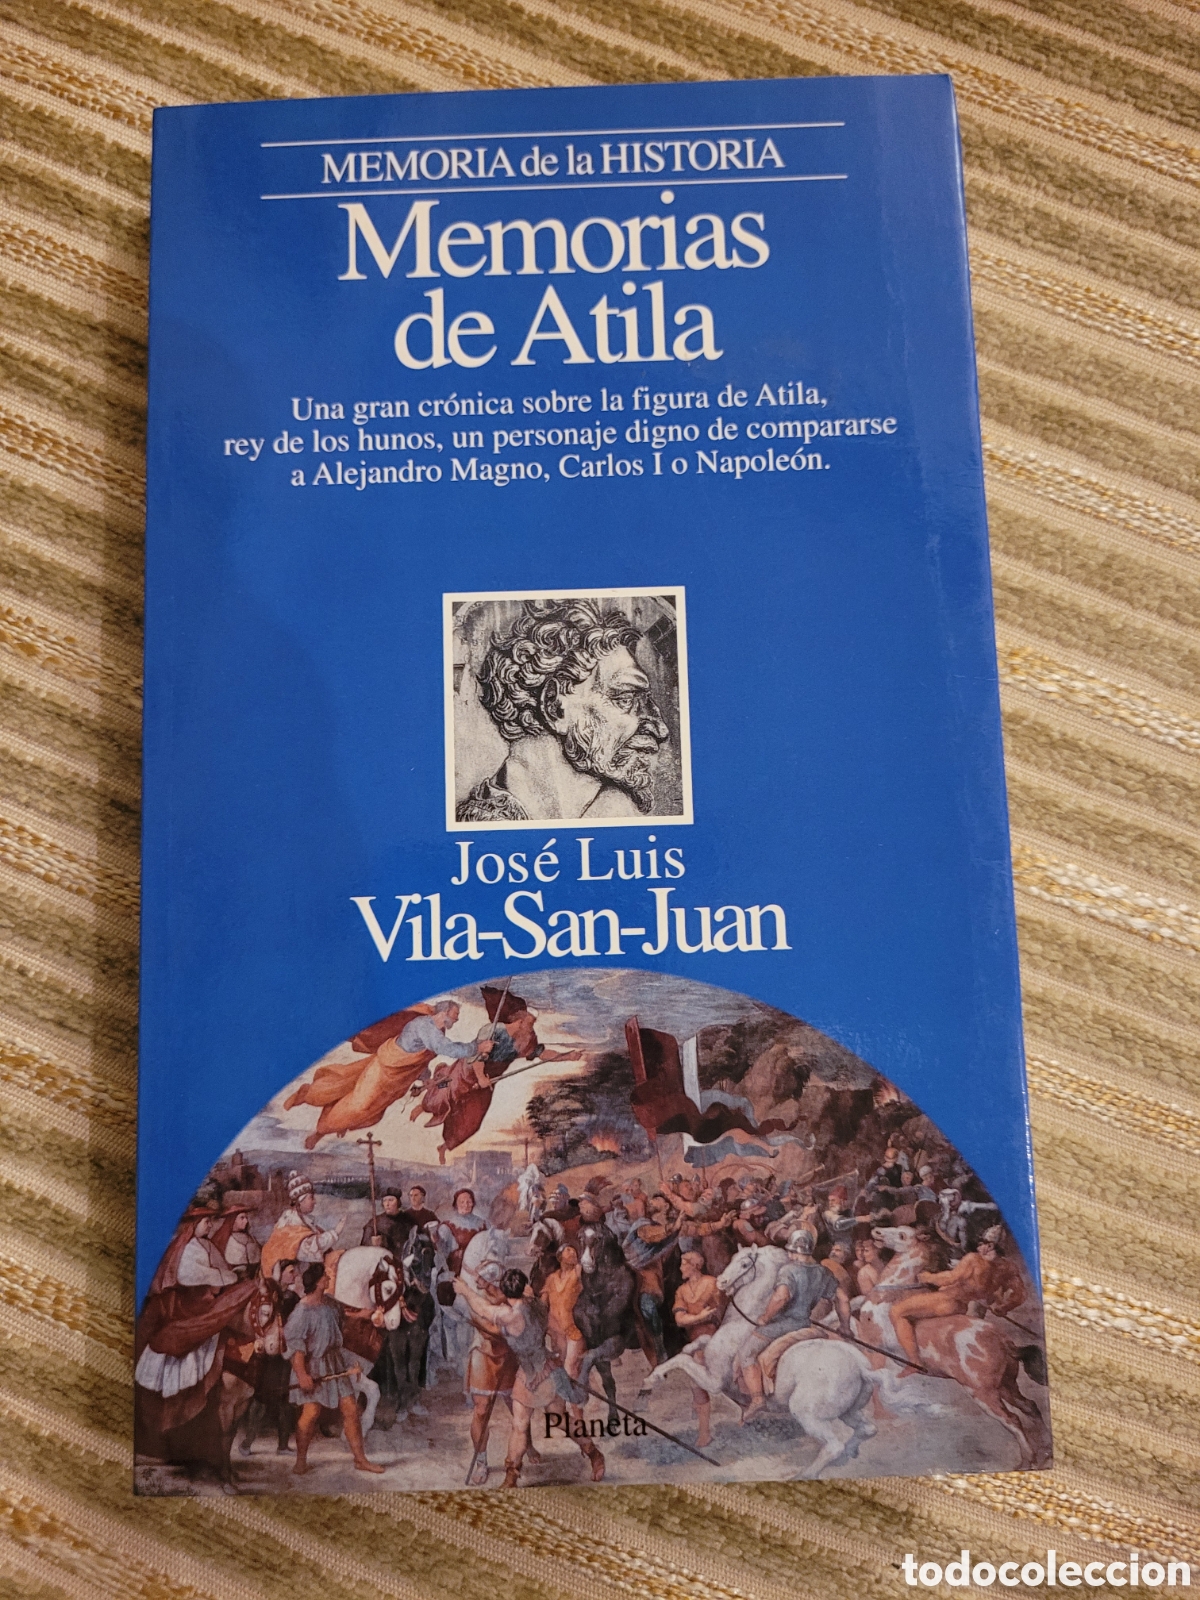 MEMORIA de la HISTORIA
Memorias
de Atila
Una gran crónica sobre la figura de Atila,
rey de los hunos, un personaje digno de compararse
a Alejandro Magno, Carlos I o Napoleón.
José Luis
Vila-San-Juan
Planeta
todocoleccion